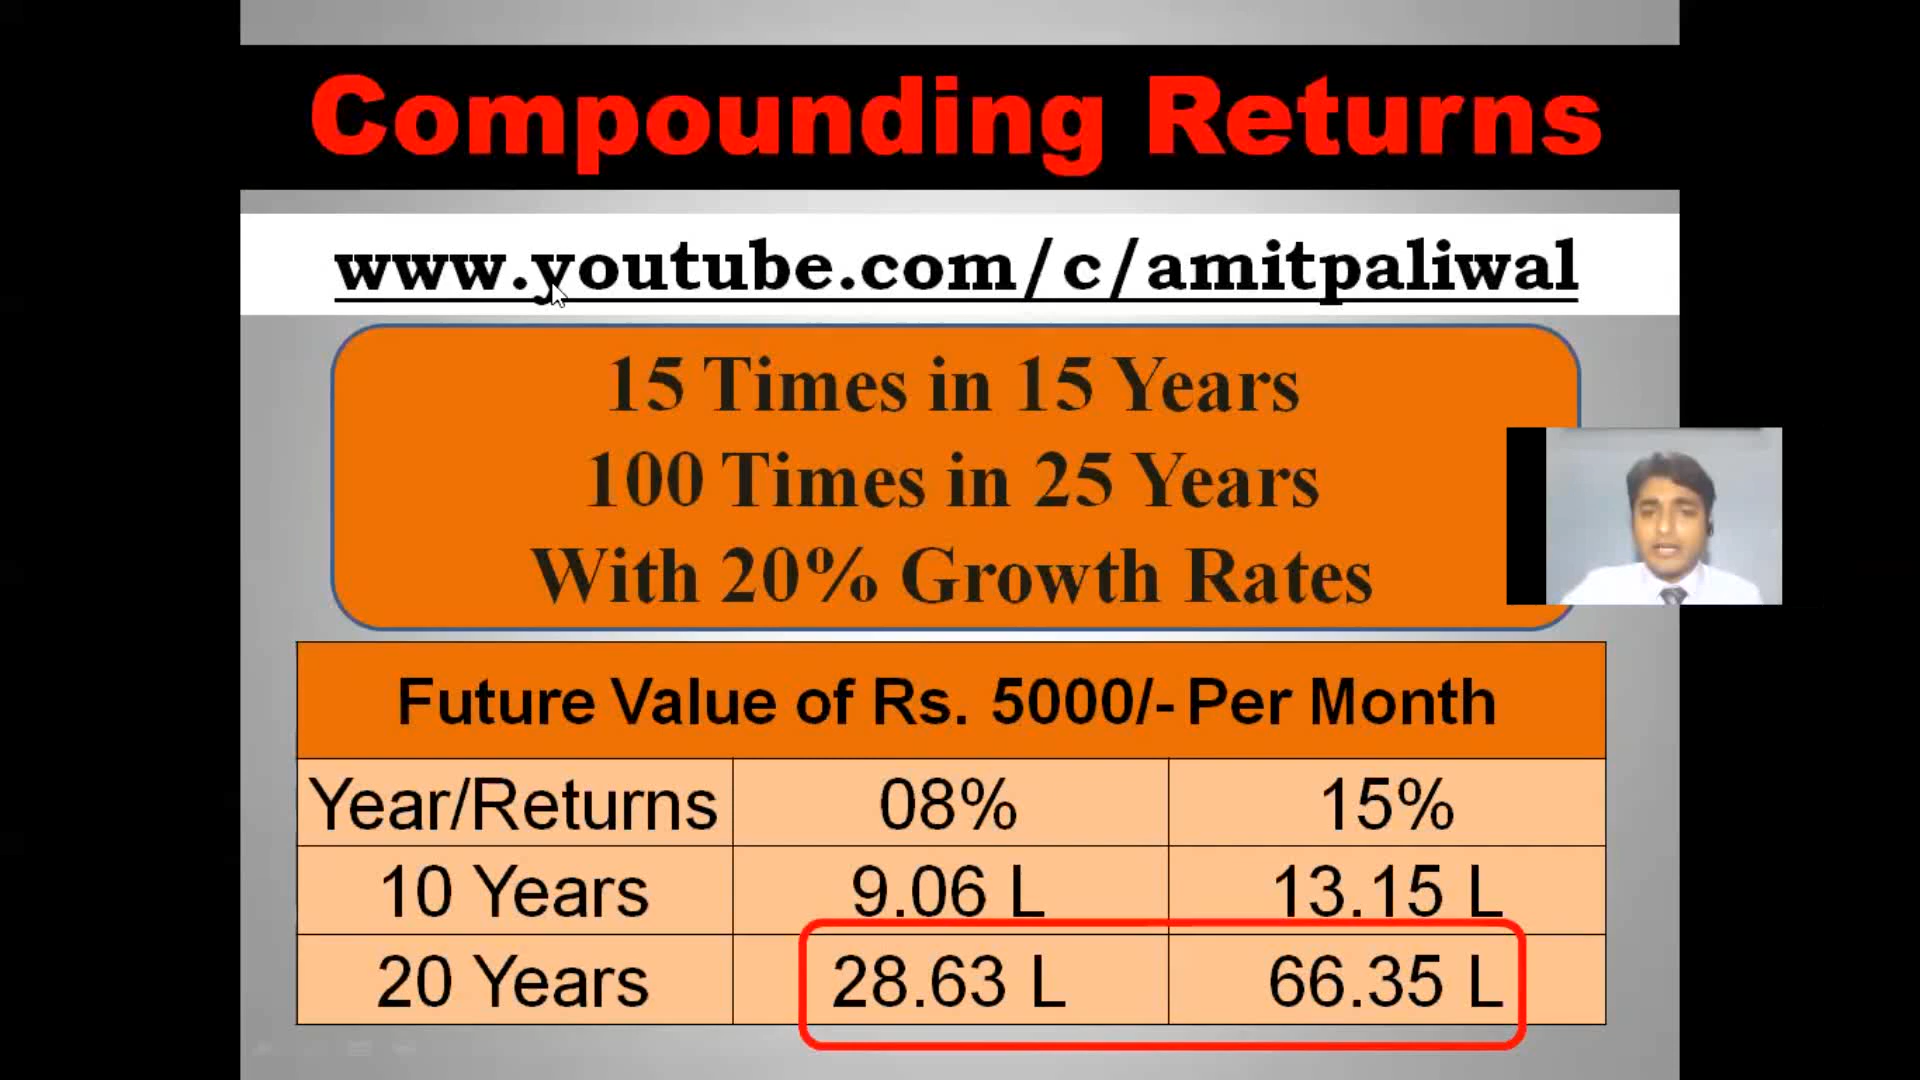 Compounding Returns
www.youtube.com/c/amitpaliwal
15 Times in 15 Years
100 Times in 25 Years
With 20% Growth Rates
Future Value of Rs. 5000/- Per Month
Year/Returns 08% 15%
10 Years 9.06 L 13.15 L
20 Years 28.63 L 66.35 L